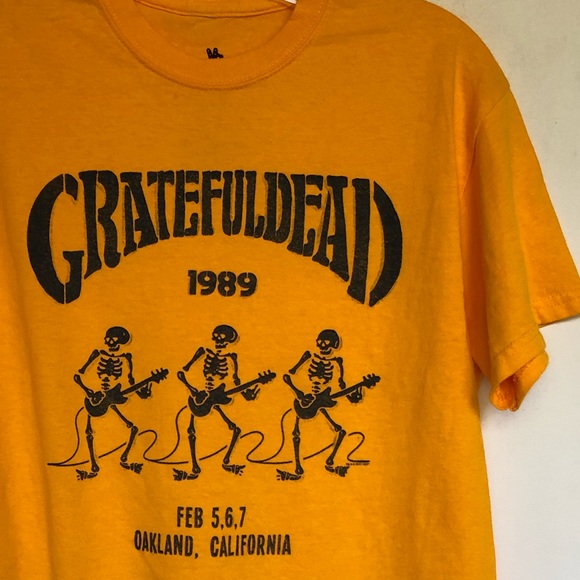 GRATEFULDEAD
1989
FEB 5,6,7
OAKLAND, CALIFORNIA